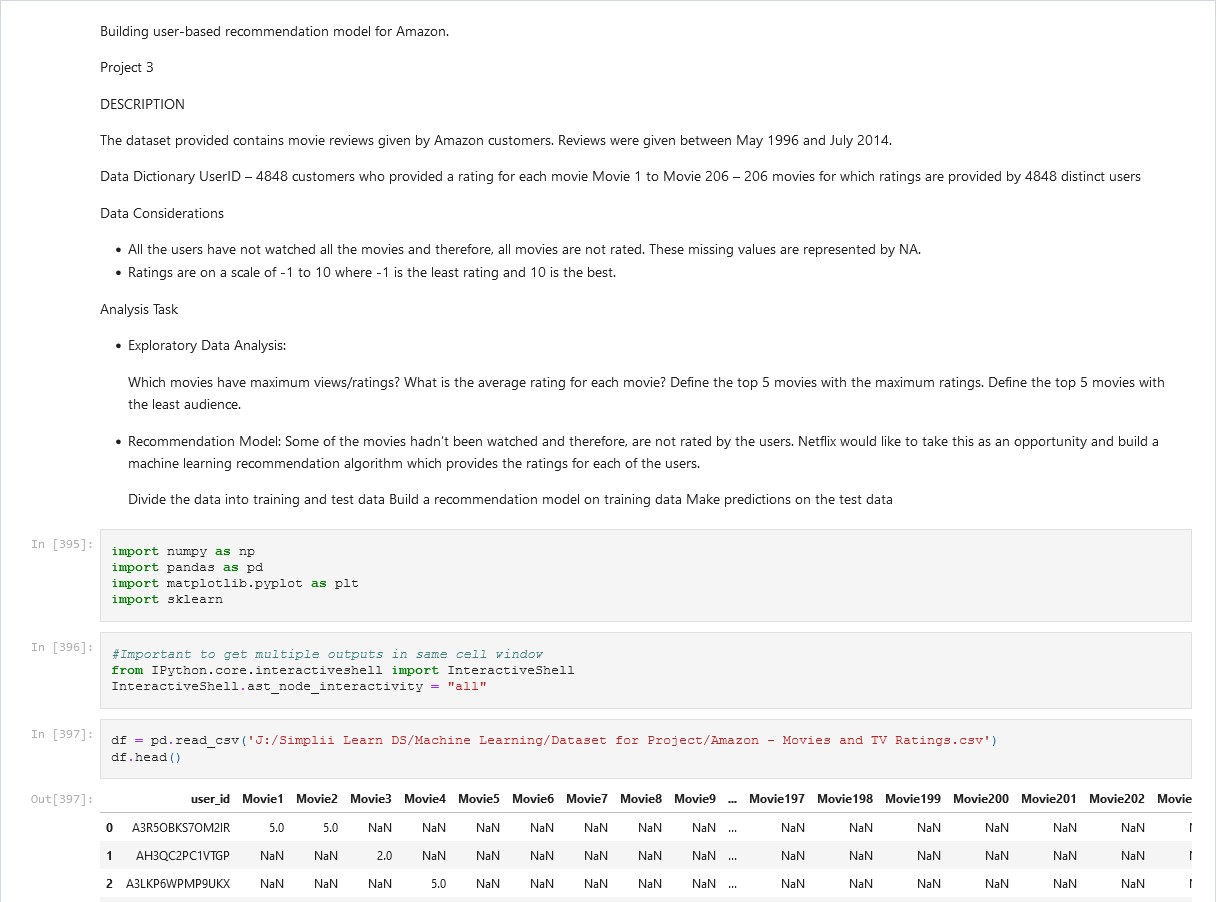 Building user-based recommendation model for Amazon.
Project 3
DESCRIPTION
The dataset provided contains movie reviews given by Amazon customers. Reviews were given between May 1996 and July 2014.
Data Dictionary UserID – 4848 customers who provided a rating for each movie Movie 1 to Movie 206 – 206 movies for which ratings are provided by 4848 distinct users
Data Considerations
• All the users have not watched all the movies and therefore, all movies are not rated. These missing values are represented by NA.
• Ratings are on a scale of -1 to 10 where -1 is the least rating and 10 is the best.
Analysis Task
• Exploratory Data Analysis:
Which movies have maximum views/ratings? What is the average rating for each movie? Define the top 5 movies with the maximum ratings. Define the top 5 movies with
the least audience.
• Recommendation Model: Some of the movies hadn't been watched and therefore, are not rated by the users. Netflix would like to take this as an opportunity and build a
machine learning recommendation algorithm which provides the ratings for each of the users.
Divide the data into training and test data Build a recommendation model on training data Make predictions on the test data
In [395]:
import numpy as np
import pandas as pd
import matplotlib.pyplot as plt
import sklearn
In [396]:
#Important to get multiple outputs in same cell window
from IPython.core.interactiveshell import InteractiveShell
InteractiveShell.ast_node_interactivity = "all"
In [397]:
df = pd.read_csv('J:/Simplii Learn DS/Machine Learning/Dataset for Project/Amazon - Movies and TV Ratings.csv')
df.head()
Out[397]:
user_id Movie1 Movie2 Movie3 Movie4 Movie5 Movie6 Movie7 Movie8 Movie9 ... Movie197 Movie198 Movie199 Movie200 Movie201 Movie202 Movie
0 A3R5OBKS7OM2IR 5.0 5.0 NaN NaN NaN NaN NaN NaN NaN ... NaN NaN NaN NaN NaN NaN
1 AH3QC2PC1VTGP NaN NaN 2.0 NaN NaN NaN NaN NaN NaN ... NaN NaN NaN NaN NaN NaN
2 A3LKP6WPMP9UKX NaN NaN NaN 5.0 NaN NaN NaN NaN NaN ... NaN NaN NaN NaN NaN NaN